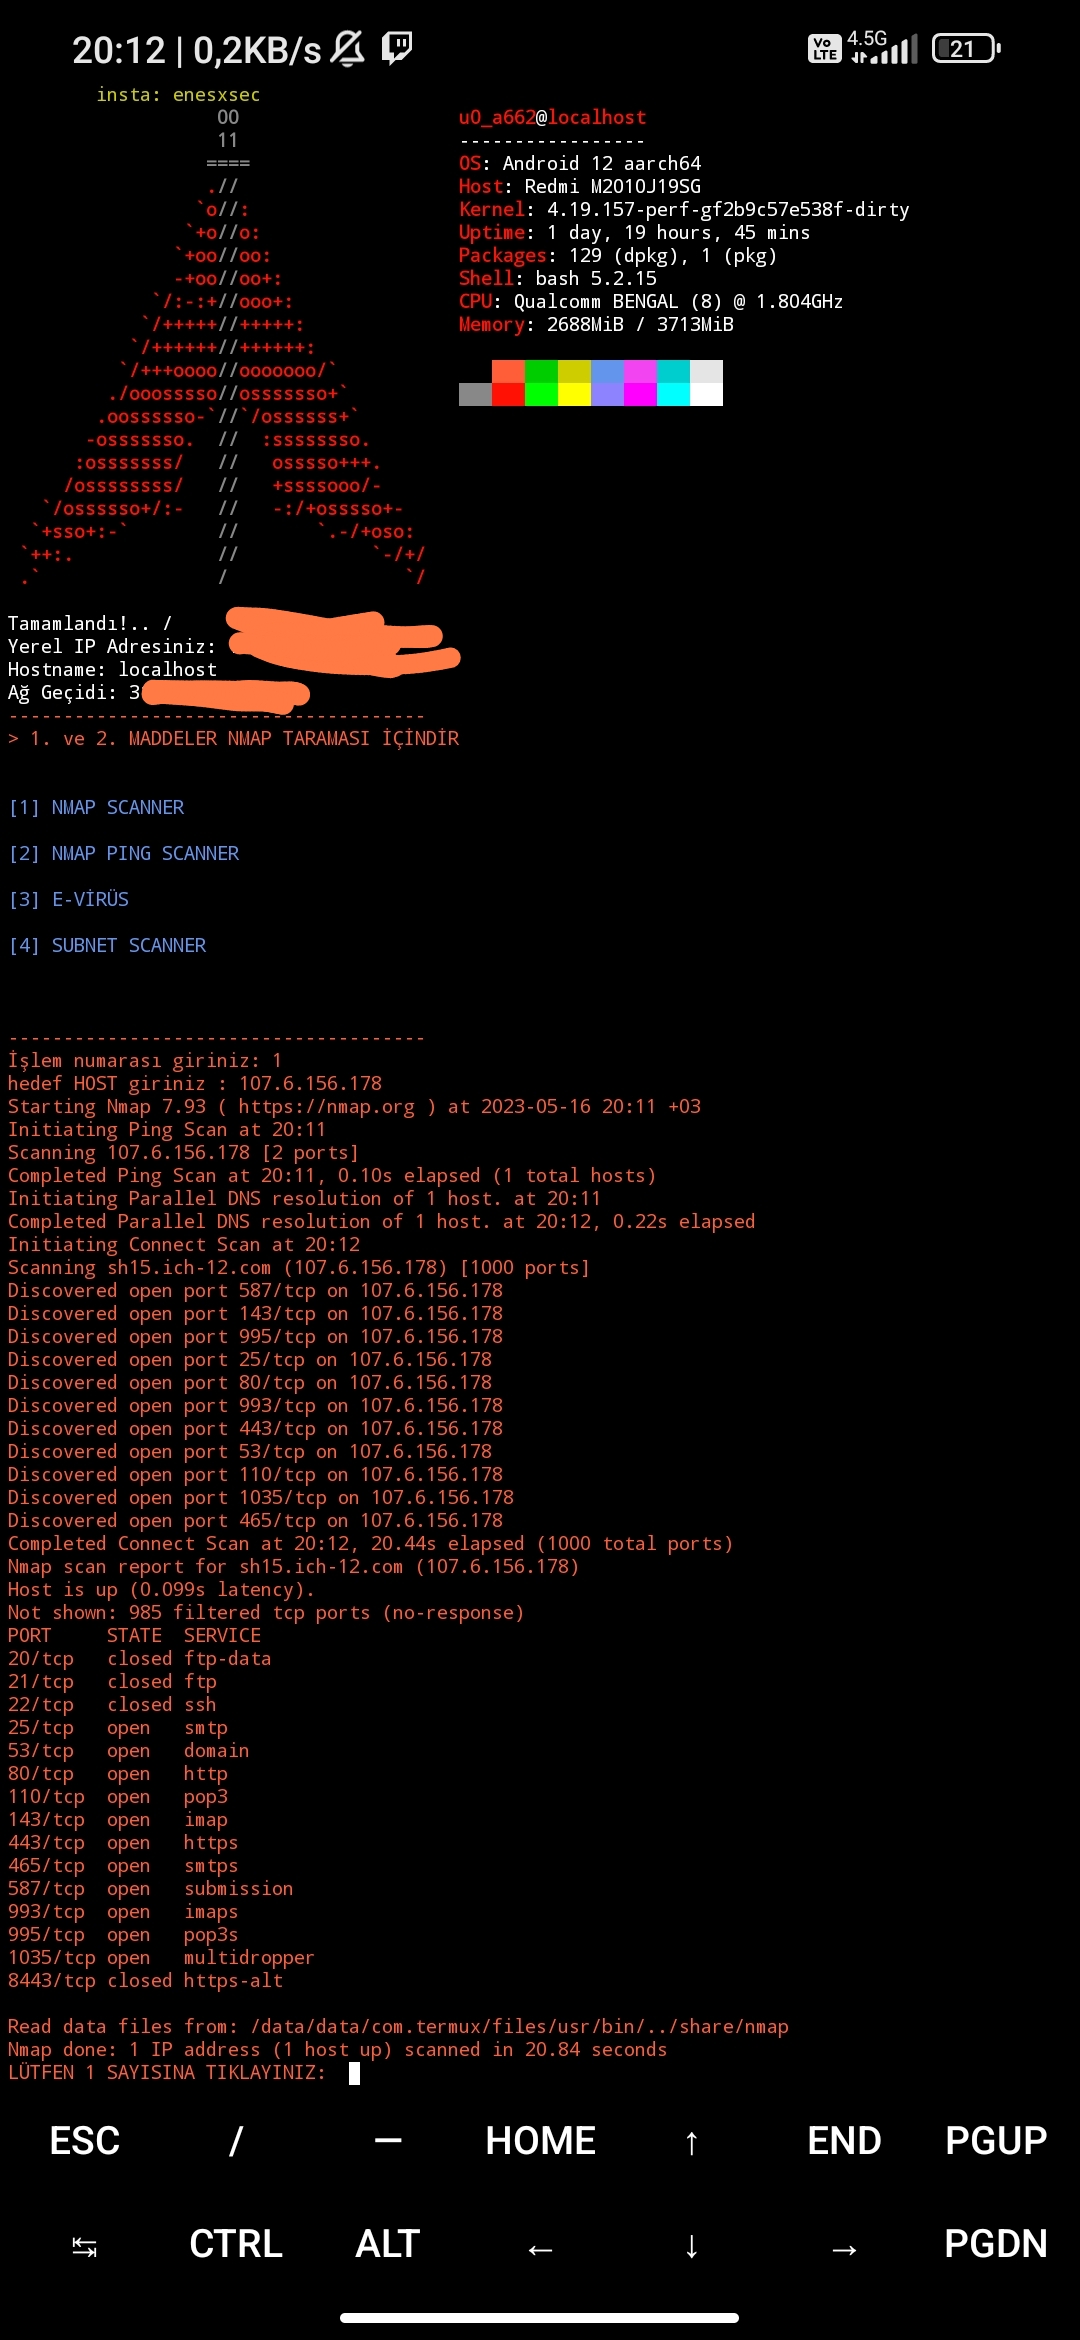 20:12 | 0,2KB/s
Vo LTE 4.5G 21
insta: enesxsec
00
11
====
.//
`o//:
`+o//o:
`+oo//oo:
-+oo//oo+:
`/:-:+//ooo+:
`/+++++//+++++:
`/++++++//++++++:
`/+++oooo//ooooooo/`
./ooosssso//osssssso+`
.oossssso-`//`/ossssss+`
-osssssso.  //  :ssssssso.
:osssssss/   //   osssso+++.
/ossssssss/   //   +ssssooo/-
`/ossssso+/:-   //   -:/+osssso+-
`+sso+:-`        //       `.-/+oso:
`++:.             //            `-/+/
.`                /                `/
u0_a662@localhost
-----------------
OS: Android 12 aarch64
Host: Redmi M2010J19SG
Kernel: 4.19.157-perf-gf2b9c57e538f-dirty
Uptime: 1 day, 19 hours, 45 mins
Packages: 129 (dpkg), 1 (pkg)
Shell: bash 5.2.15
CPU: Qualcomm BENGAL (8) @ 1.804GHz
Memory: 2688MiB / 3713MiB
Tamamlandı!.. /
Yerel IP Adresiniz:
Hostname: localhost
Ağ Geçidi: 3
--------------------------------------
> 1. ve 2. MADDELER NMAP TARAMASI İÇİNDİR
[1] NMAP SCANNER
[2] NMAP PING SCANNER
[3] E-VİRÜS
[4] SUBNET SCANNER
--------------------------------------
İşlem numarası giriniz: 1
hedef HOST giriniz : 107.6.156.178
Starting Nmap 7.93 ( https://nmap.org ) at 2023-05-16 20:11 +03
Initiating Ping Scan at 20:11
Scanning 107.6.156.178 [2 ports]
Completed Ping Scan at 20:11, 0.10s elapsed (1 total hosts)
Initiating Parallel DNS resolution of 1 host. at 20:11
Completed Parallel DNS resolution of 1 host. at 20:12, 0.22s elapsed
Initiating Connect Scan at 20:12
Scanning sh15.ich-12.com (107.6.156.178) [1000 ports]
Discovered open port 587/tcp on 107.6.156.178
Discovered open port 143/tcp on 107.6.156.178
Discovered open port 995/tcp on 107.6.156.178
Discovered open port 25/tcp on 107.6.156.178
Discovered open port 80/tcp on 107.6.156.178
Discovered open port 993/tcp on 107.6.156.178
Discovered open port 443/tcp on 107.6.156.178
Discovered open port 53/tcp on 107.6.156.178
Discovered open port 110/tcp on 107.6.156.178
Discovered open port 1035/tcp on 107.6.156.178
Discovered open port 465/tcp on 107.6.156.178
Completed Connect Scan at 20:12, 20.44s elapsed (1000 total ports)
Nmap scan report for sh15.ich-12.com (107.6.156.178)
Host is up (0.099s latency).
Not shown: 985 filtered tcp ports (no-response)
PORT     STATE  SERVICE
20/tcp   closed ftp-data
21/tcp   closed ftp
22/tcp   closed ssh
25/tcp   open   smtp
53/tcp   open   domain
80/tcp   open   http
110/tcp  open   pop3
143/tcp  open   imap
443/tcp  open   https
465/tcp  open   smtps
587/tcp  open   submission
993/tcp  open   imaps
995/tcp  open   pop3s
1035/tcp open   multidropper
8443/tcp closed https-alt
Read data files from: /data/data/com.termux/files/usr/bin/../share/nmap
Nmap done: 1 IP address (1 host up) scanned in 20.84 seconds
LÜTFEN 1 SAYISINA TIKLAYINIZ:
ESC / — HOME ↑ END PGUP
↹ CTRL ALT ← ↓ → PGDN